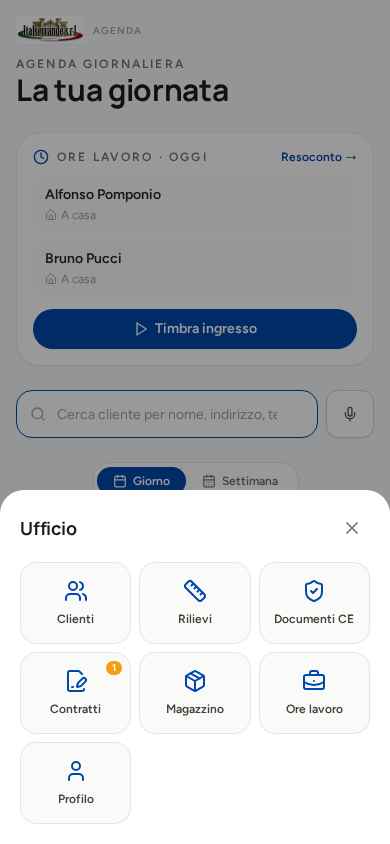 Italserrande s.r.l.
AGENDA
AGENDA GIORNALIERA
La tua giornata
ORE LAVORO · OGGI
Resoconto →
Alfonso Pomponio
A casa
Bruno Pucci
A casa
Timbra ingresso
Cerca cliente per nome, indirizzo, te
Giorno
Settimana
Ufficio
Clienti
Rilievi
Documenti CE
1
Contratti
Magazzino
Ore lavoro
Profilo